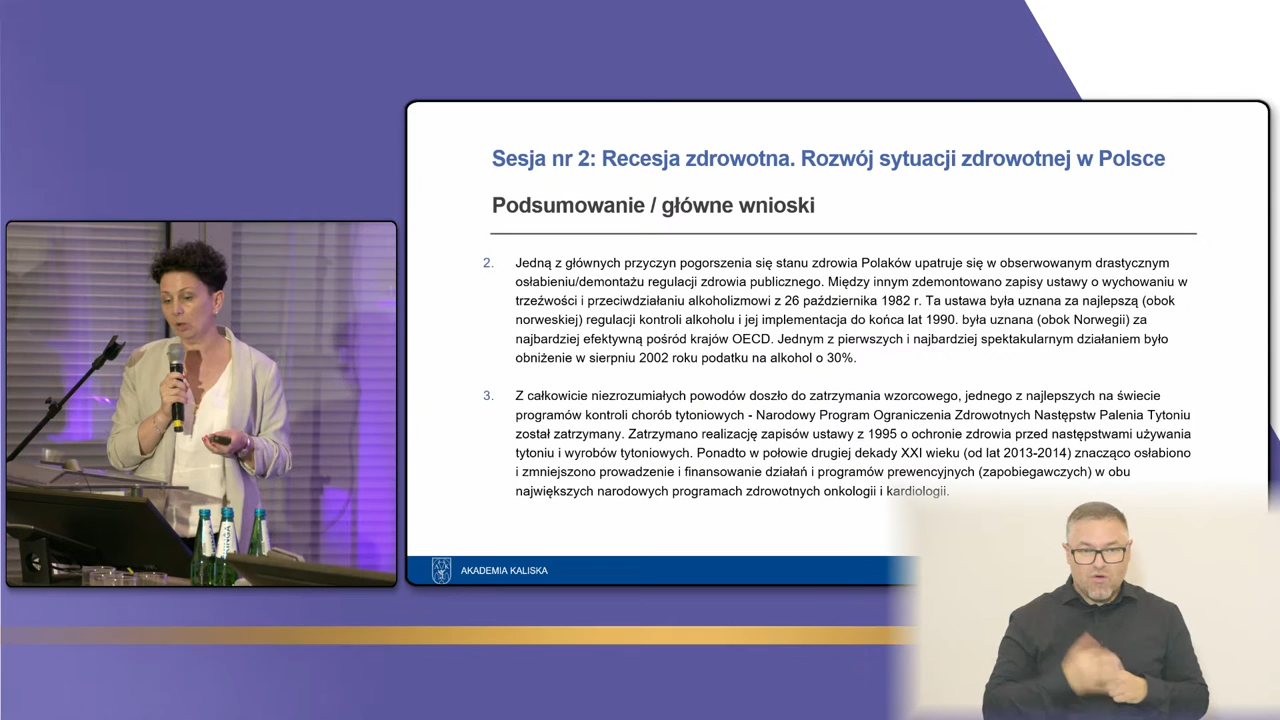 Sesja nr 2: Recesja zdrowotna. Rozwój sytuacji zdrowotnej w Polsce
Podsumowanie / główne wnioski
2. Jedną z głównych przyczyn pogorszenia się stanu zdrowia Polaków upatruje się w obserwowanym drastycznym
osłabieniu/demontażu regulacji zdrowia publicznego. Między innym zdemontowano zapisy ustawy o wychowaniu w
trzeźwości i przeciwdziałaniu alkoholizmowi z 26 października 1982 r. Ta ustawa była uznana za najlepszą (obok
norweskiej) regulacji kontroli alkoholu i jej implementacja do końca lat 1990. była uznana (obok Norwegii) za
najbardziej efektywną pośród krajów OECD. Jednym z pierwszych i najbardziej spektakularnym działaniem było
obniżenie w sierpniu 2002 roku podatku na alkohol o 30%.
3. Z całkowicie niezrozumiałych powodów doszło do zatrzymania wzorcowego, jednego z najlepszych na świecie
programów kontroli chorób tytoniowych - Narodowy Program Ograniczenia Zdrowotnych Następstw Palenia Tytoniu
został zatrzymany. Zatrzymano realizację zapisów ustawy z 1995 o ochronie zdrowia przed następstwami używania
tytoniu i wyrobów tytoniowych. Ponadto w połowie drugiej dekady XXI wieku (od lat 2013-2014) znacząco osłabiono
i zmniejszono prowadzenie i finansowanie działań i programów prewencyjnych (zapobiegawczych) w obu
największych narodowych programach zdrowotnych onkologii i kardiologii.
AKADEMIA KALISKA